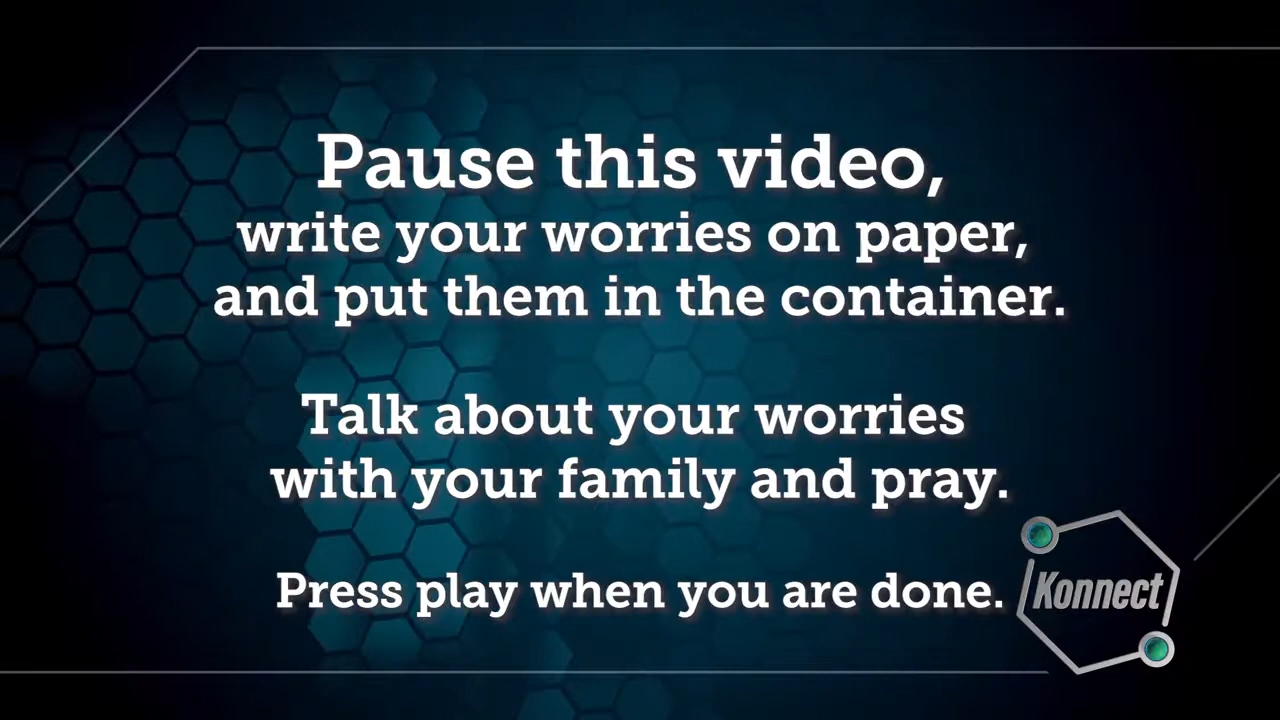 Pause this video,
write your worries on paper,
and put them in the container.
Talk about your worries
with your family and pray.
Press play when you are done.
Konnect